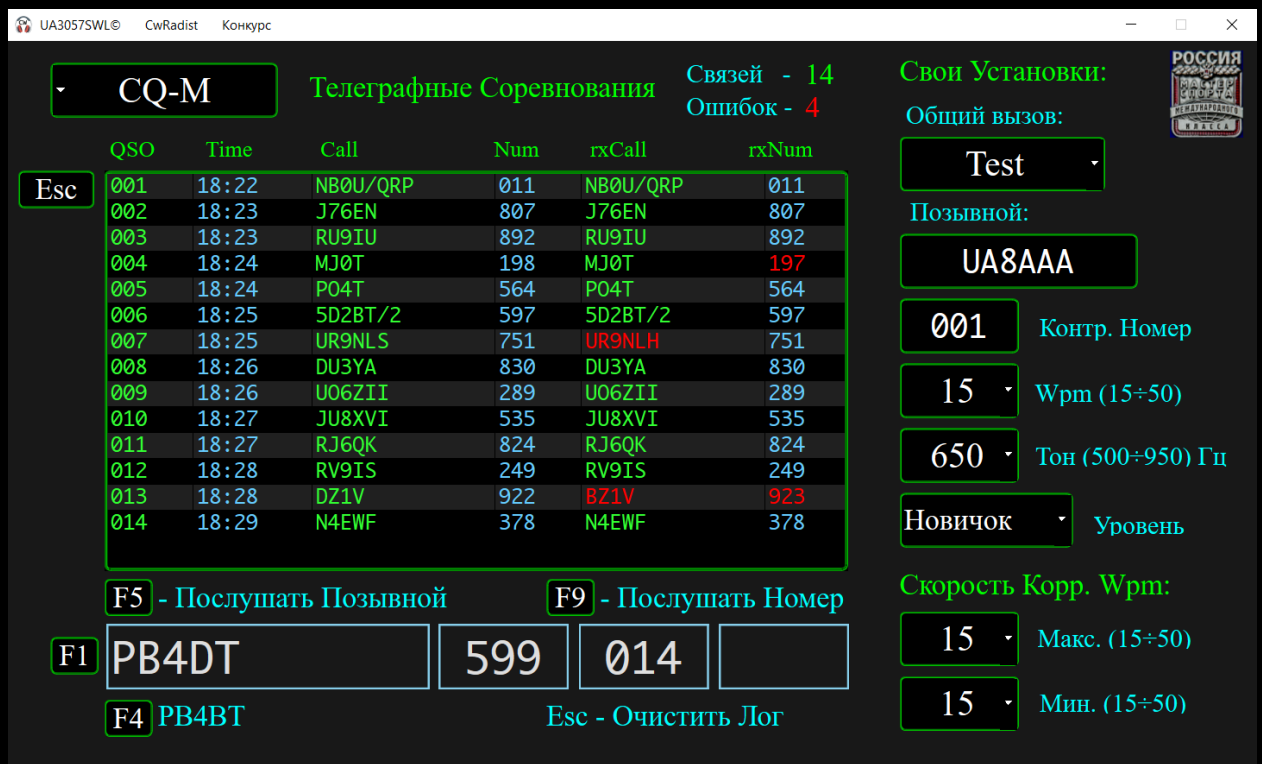 UA3057SWL© CwRadist Конкурс
CQ-M
Телеграфные Соревнования
Связей - 14
Ошибок - 4
QSO Time Call Num rxCall rxNum
Esc
001 18:22 NB0U/QRP 011 NB0U/QRP 011
002 18:23 J76EN 807 J76EN 807
003 18:23 RU9IU 892 RU9IU 892
004 18:24 MJ0T 198 MJ0T 197
005 18:24 PO4T 564 PO4T 564
006 18:25 5D2BT/2 597 5D2BT/2 597
007 18:25 UR9NLS 751 UR9NLH 751
008 18:26 DU3YA 830 DU3YA 830
009 18:26 UO6ZII 289 UO6ZII 289
010 18:27 JU8XVI 535 JU8XVI 535
011 18:27 RJ6QK 824 RJ6QK 824
012 18:28 RV9IS 249 RV9IS 249
013 18:28 DZ1V 922 BZ1V 923
014 18:29 N4EWF 378 N4EWF 378
F5 - Послушать Позывной F9 - Послушать Номер
F1 PB4DT 599 014
F4 PB4BT Esc - Очистить Лог
Свои Установки:
Общий вызов:
Test
Позывной:
UA8AAA
001 Контр. Номер
15 Wpm (15÷50)
650 Тон (500÷950) Гц
Новичок Уровень
Скорость Корр. Wpm:
15 Макс. (15÷50)
15 Мин. (15÷50)
РОССИЯ
МАСТЕР
СПОРТА
МЕЖДУНАРОДНОГО
КЛАССА